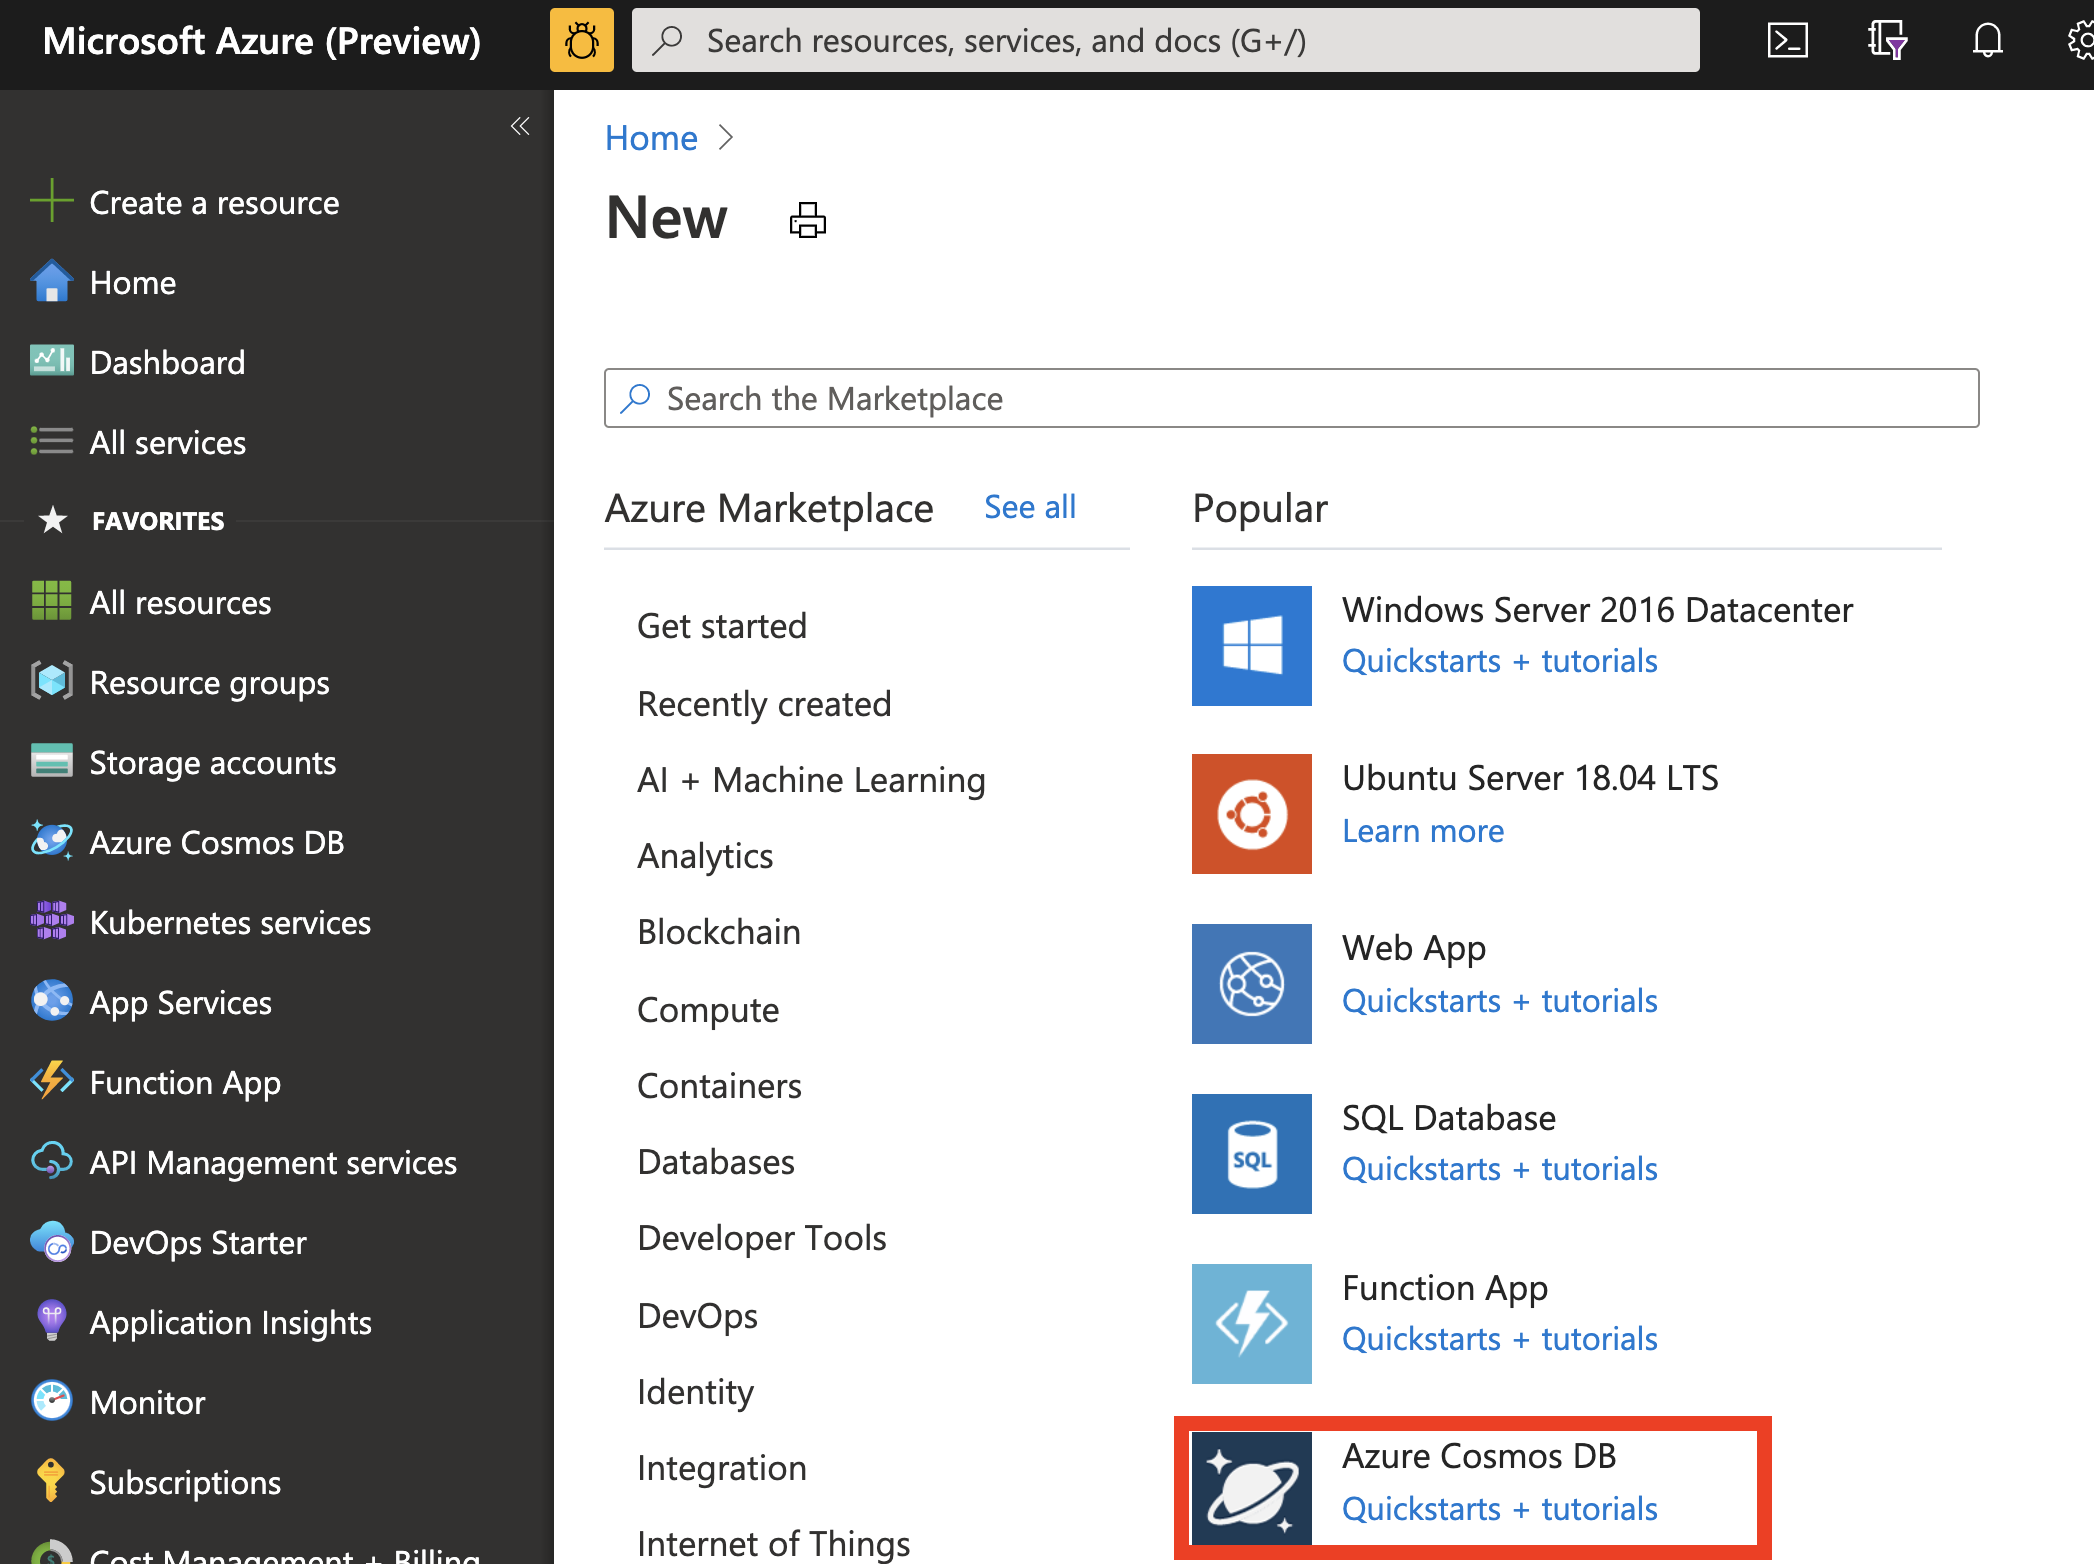 Microsoft Azure (Preview)
Search resources, services, and docs (G+/)
Create a resource
Home
Dashboard
All services
FAVORITES
All resources
Resource groups
Storage accounts
Azure Cosmos DB
Kubernetes services
App Services
Function App
API Management services
DevOps Starter
Application Insights
Monitor
Subscriptions
Cost Management + Billing
Home
New
Search the Marketplace
Azure Marketplace
See all
Get started
Recently created
AI + Machine Learning
Analytics
Blockchain
Compute
Containers
Databases
Developer Tools
DevOps
Identity
Integration
Internet of Things
Popular
Windows Server 2016 Datacenter
Quickstarts + tutorials
Ubuntu Server 18.04 LTS
Learn more
Web App
Quickstarts + tutorials
SQL
SQL Database
Quickstarts + tutorials
Function App
Quickstarts + tutorials
Azure Cosmos DB
Quickstarts + tutorials